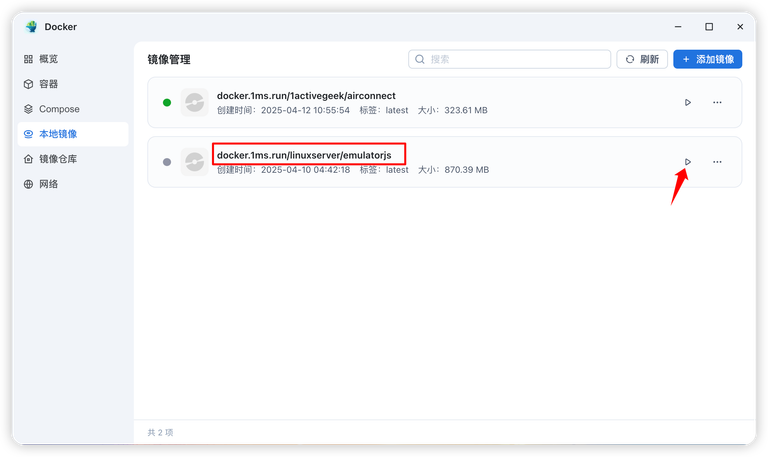 Docker
概览
容器
Compose
本地镜像
镜像仓库
网络
镜像管理
搜索
刷新
+ 添加镜像
docker.1ms.run/1activegeek/airconnect
创建时间：2025-04-12 10:55:54 标签：latest 大小：323.61 MB
docker.1ms.run/linuxserver/emulatorjs
创建时间：2025-04-10 04:42:18 标签：latest 大小：870.39 MB
共 2 项